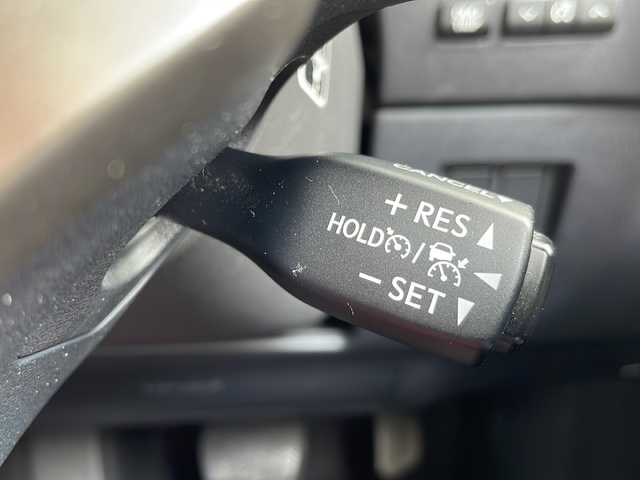 CANCEL
+ RES
HOLD /
− SET